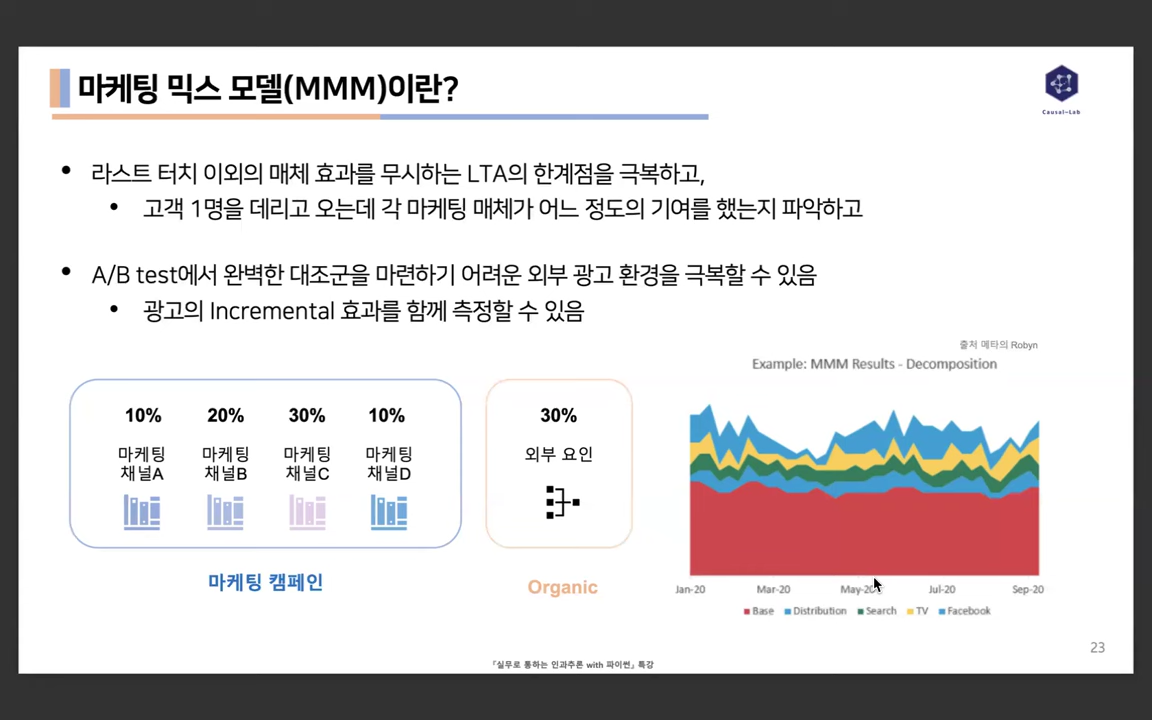 마케팅 믹스 모델(MMM)이란?
Causal-Lab
• 라스트 터치 이외의 매체 효과를 무시하는 LTA의 한계점을 극복하고,
• 고객 1명을 데리고 오는데 각 마케팅 매체가 어느 정도의 기여를 했는지 파악하고
• A/B test에서 완벽한 대조군을 마련하기 어려운 외부 광고 환경을 극복할 수 있음
• 광고의 Incremental 효과를 함께 측정할 수 있음
출처 메타의 Robyn
Example: MMM Results - Decomposition
10% 20% 30% 10%
마케팅 마케팅 마케팅 마케팅
채널A 채널B 채널C 채널D
마케팅 캠페인
30%
외부 요인
Organic
Jan-20 Mar-20 May-20 Jul-20 Sep-20
Base Distribution Search TV Facebook
23
『실무로 통하는 인과추론 with 파이썬』 특강